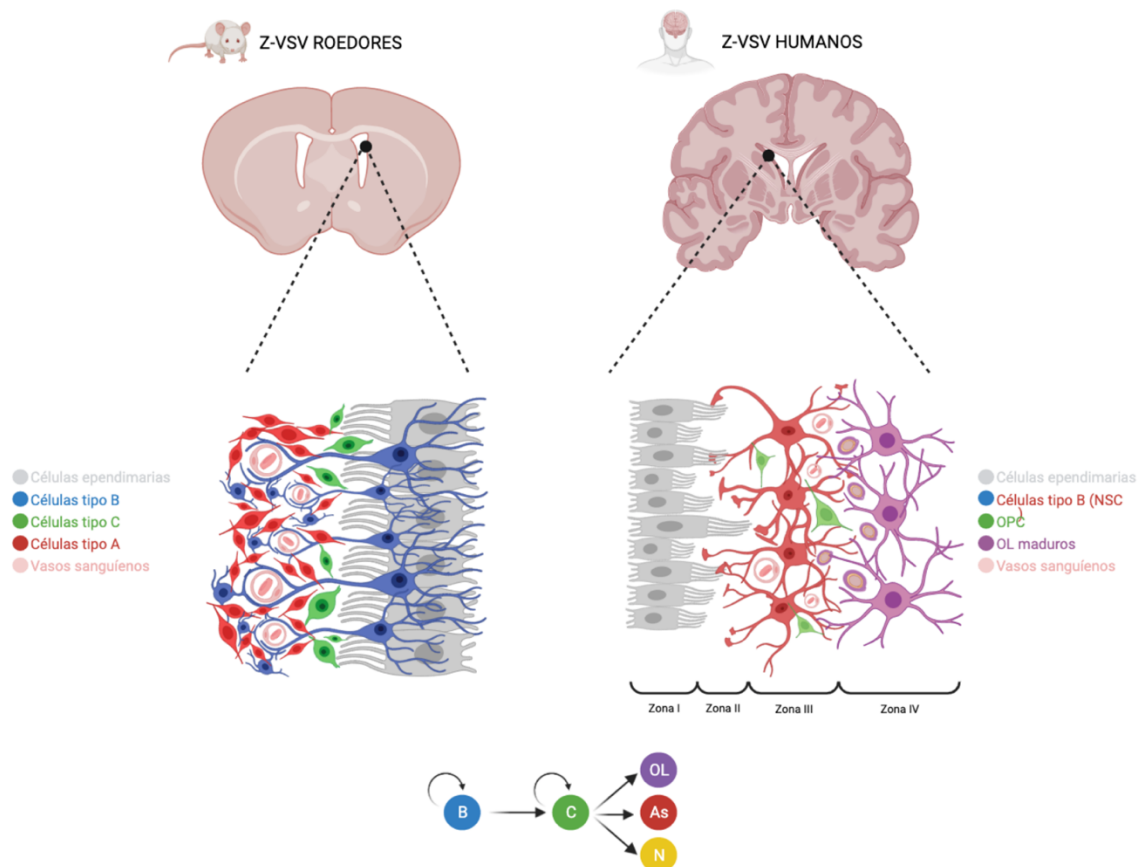 Z-VSV ROEDORES
Z-VSV HUMANOS
Células ependimarias
Células tipo B
Células tipo C
Células tipo A
Vasos sanguíenos
Células ependimarias
Células tipo B (NSC
)
OPC
OL maduros
Vasos sanguíenos
Zona I
Zona II
Zona III
Zona IV
OL
B
C
As
N